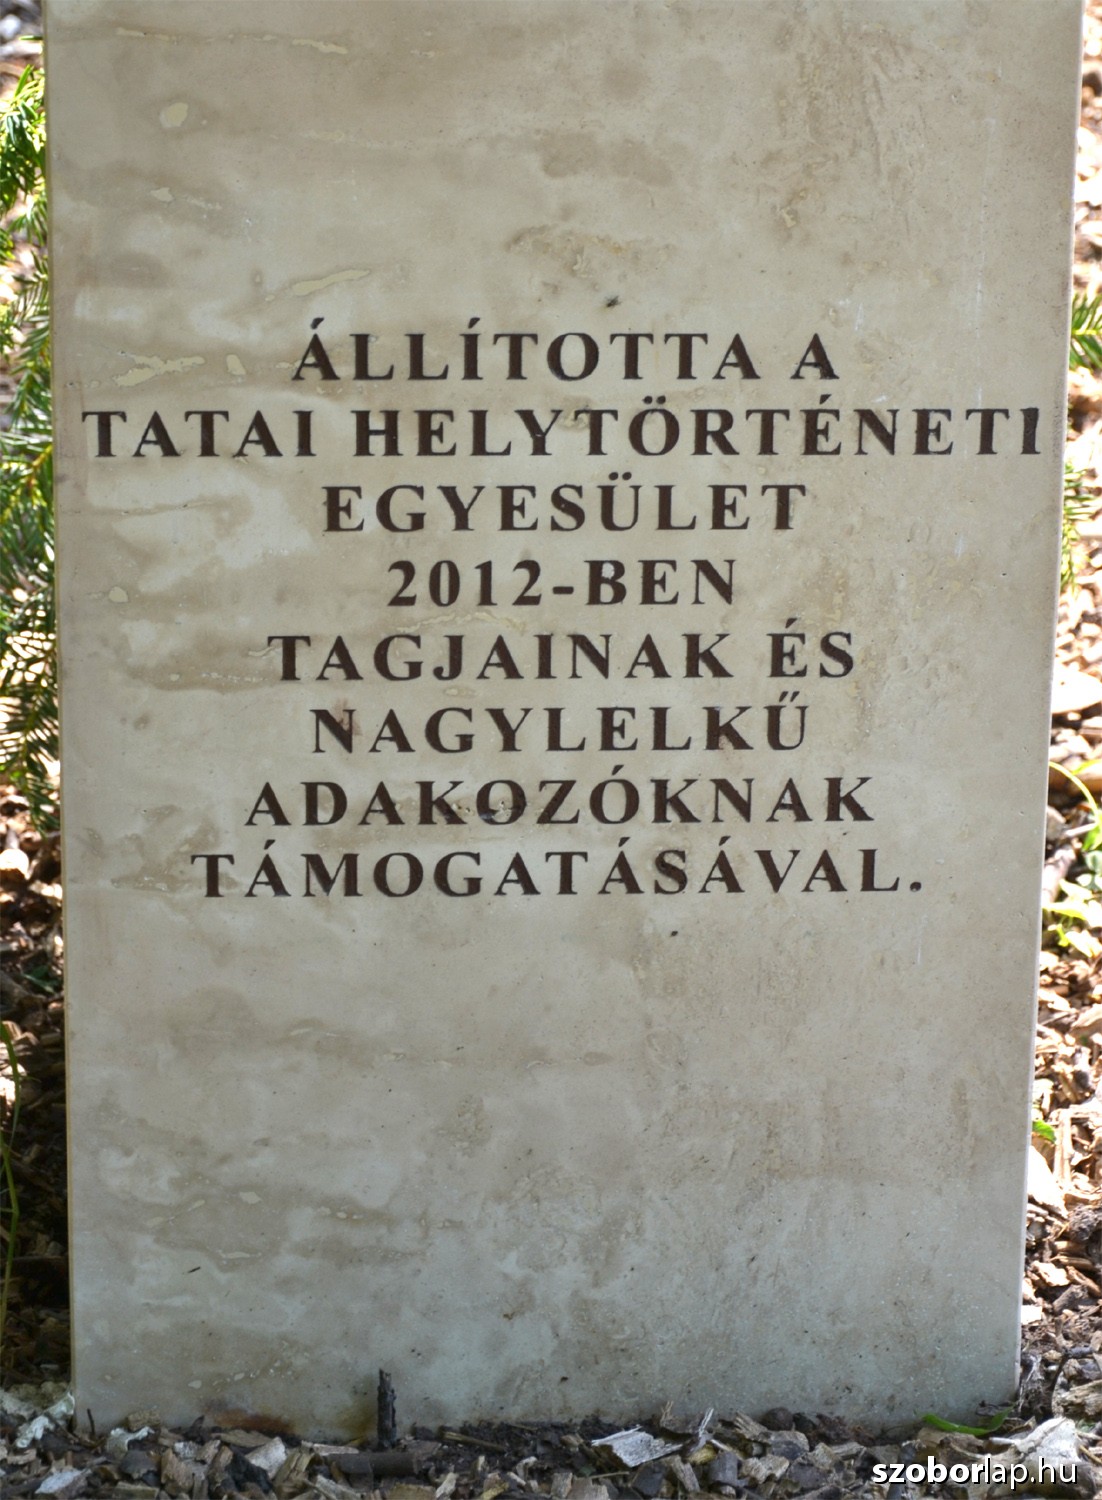 ÁLLÍTOTTA A
TATAI HELYTÖRTÉNETI
EGYESÜLET
2012-BEN
TAGJAINAK ÉS
NAGYLELKŰ
ADAKOZÓKNAK
TÁMOGATÁSÁVAL.
szoborlap.hu